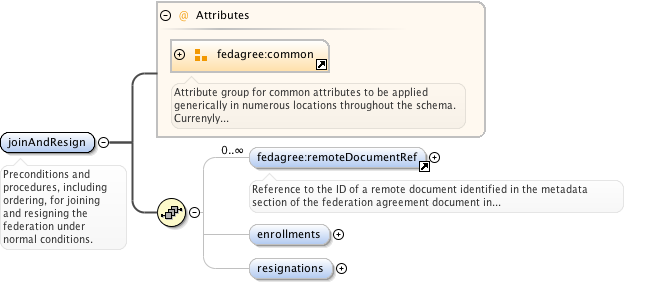 @ Attributes
fedagree:common
Attribute group for common attributes to be applied
generically in numerous locations throughout the schema.
Currenyly...
joinAndResign
Preconditions and
procedures, including
ordering, for joining
and resigning the
federation under
normal conditions.
0..∞
fedagree:remoteDocumentRef
Reference to the ID of a remote document identified in the metadata
section of the federation agreement document in...
enrollments
resignations